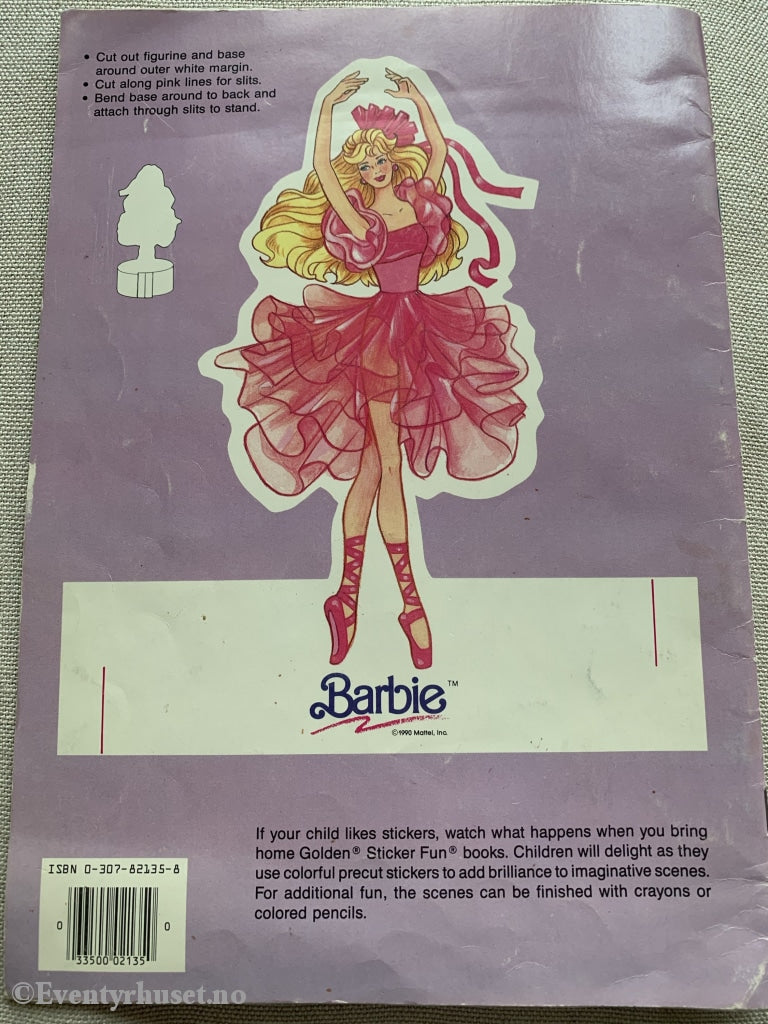 • Cut out figurine and base
around outer white margin.
• Cut along pink lines for slits.
• Bend base around to back and
attach through slits to stand.
Barbie™
©1990 Mattel, Inc.
If your child likes stickers, watch what happens when you bring
home Golden® Sticker Fun® books. Children will delight as they
use colorful precut stickers to add brilliance to imaginative scenes.
For additional fun, the scenes can be finished with crayons or
colored pencils.
ISBN 0-307-82135-8
0 33500 02135 0
©Eventyrhuset.no